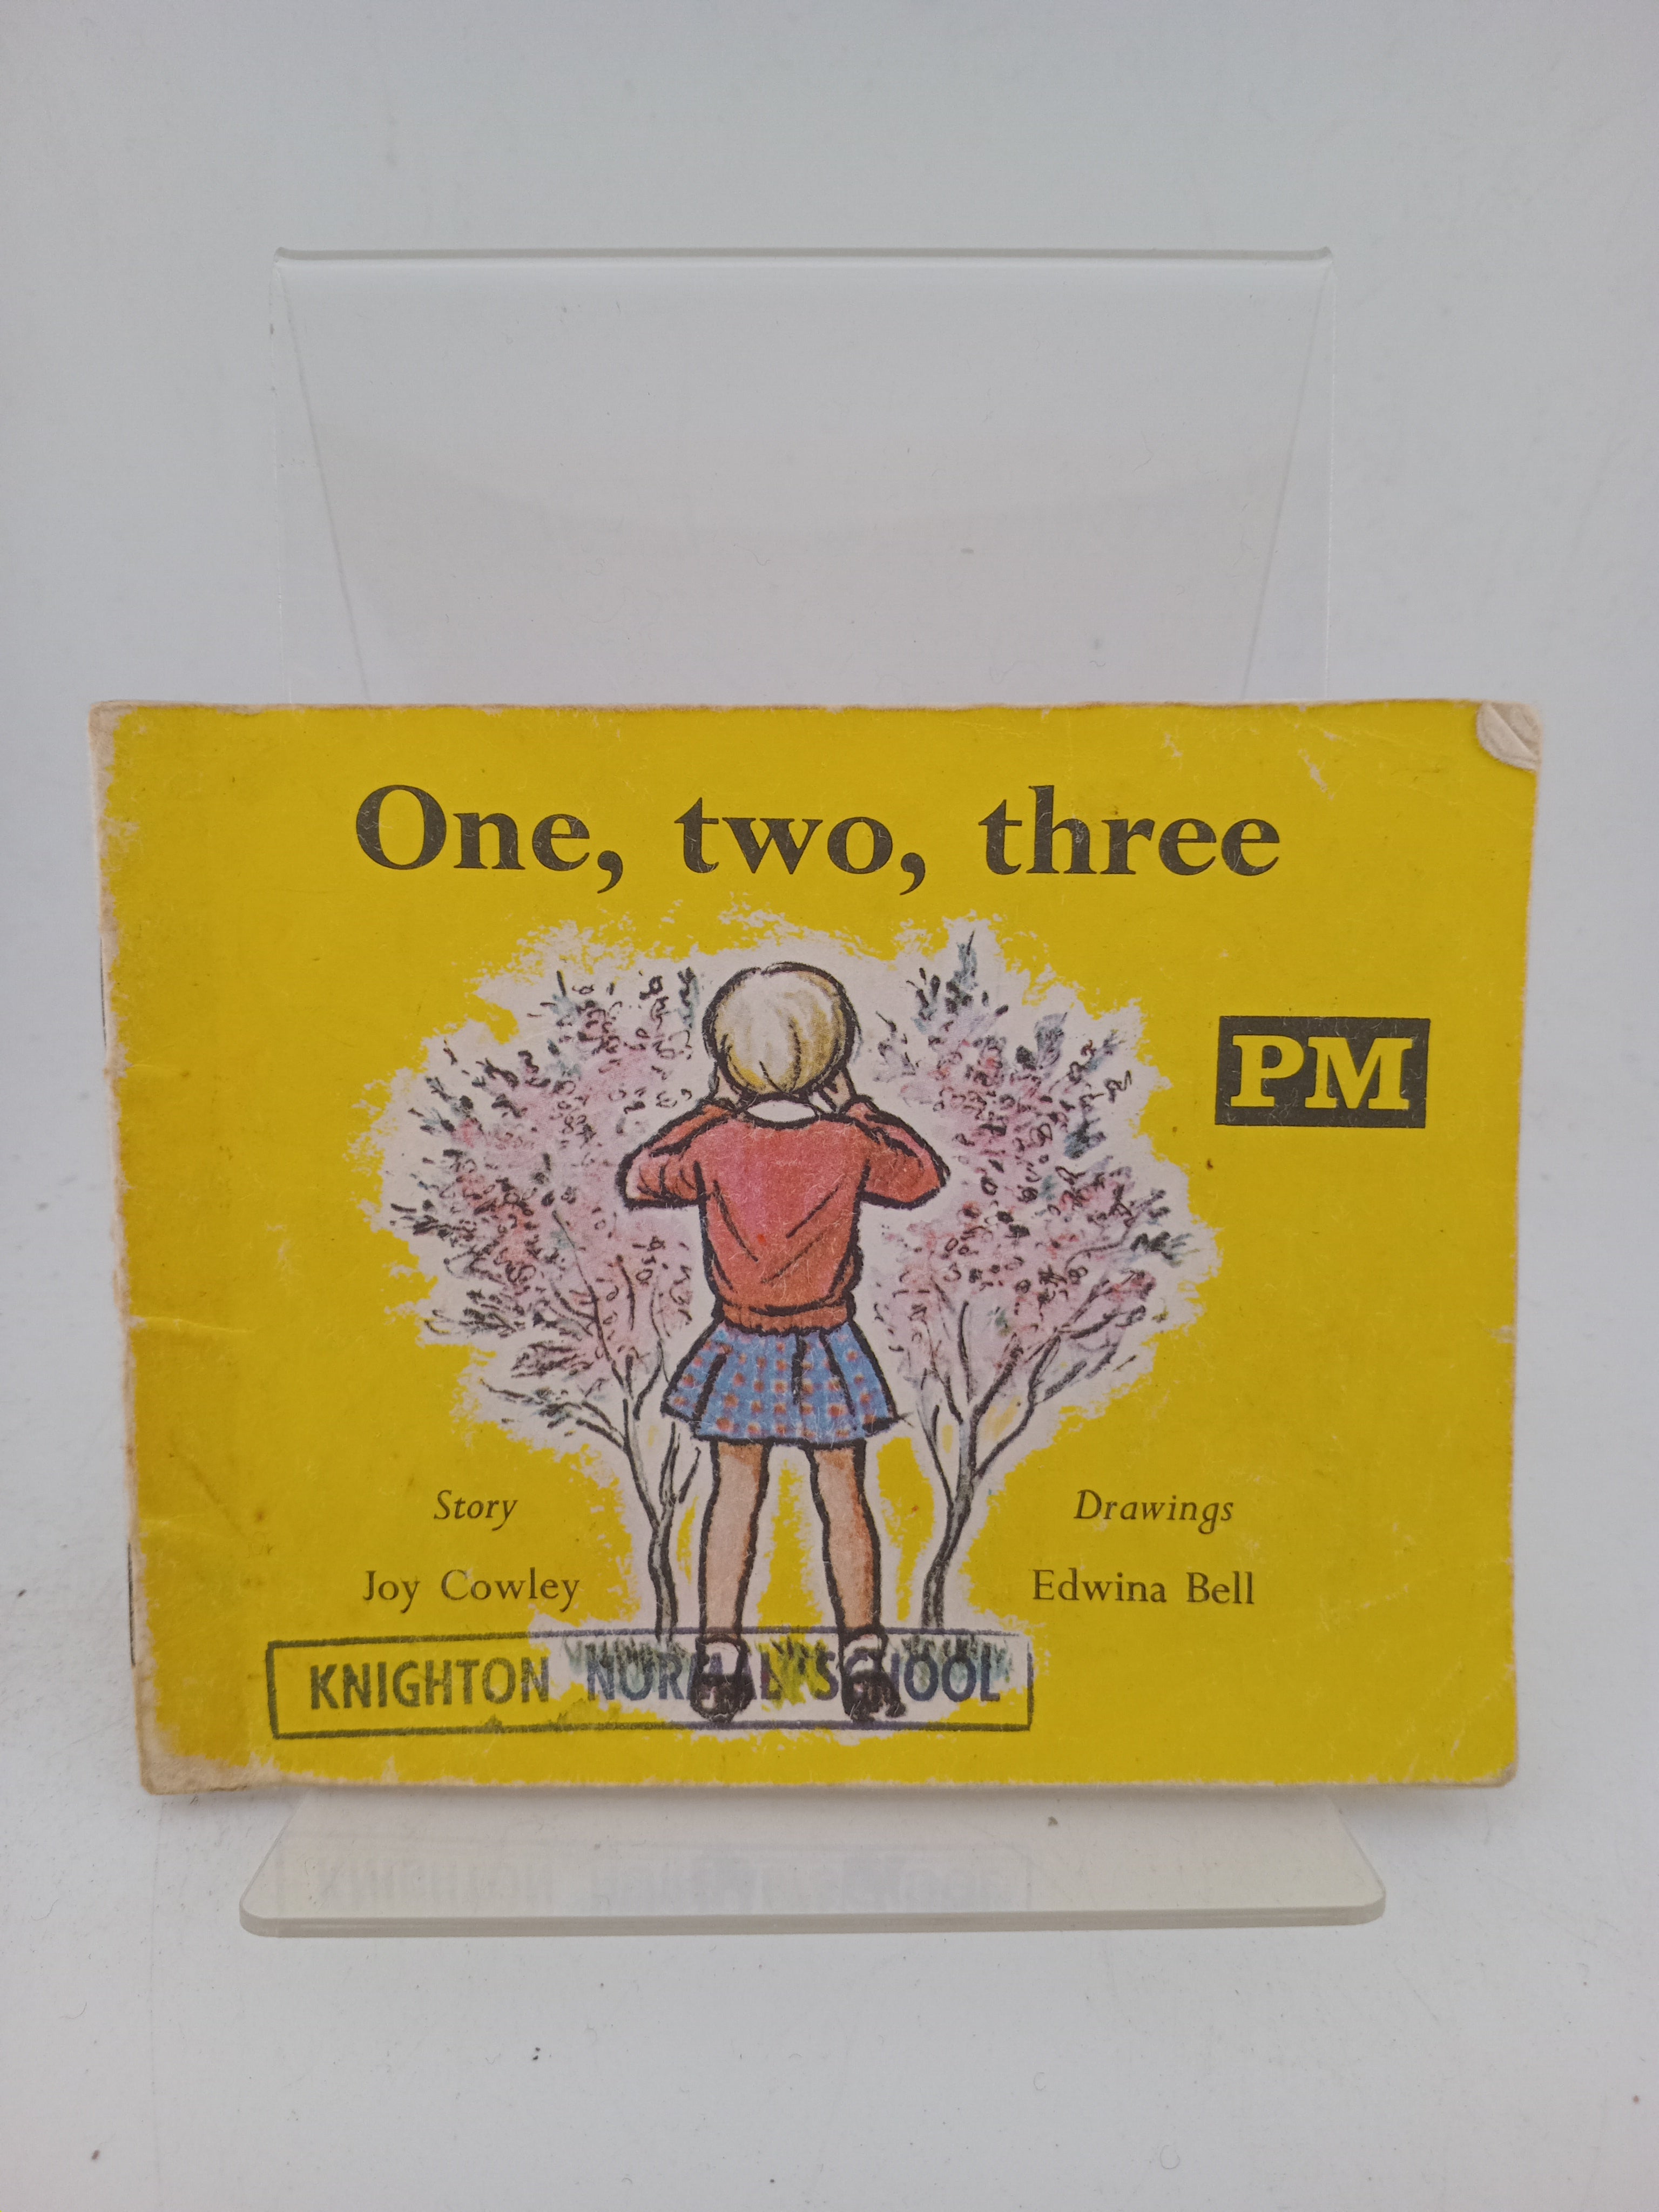 One, two, three
PM
Story
Joy Cowley
Drawings
Edwina Bell
KNIGHTON NORMAL SCHOOL